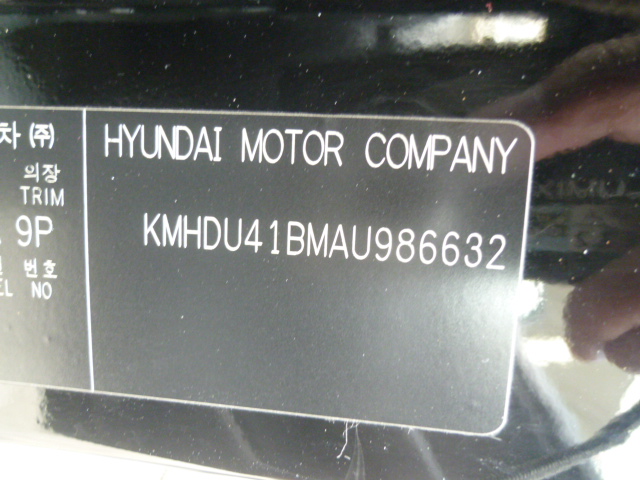 차 (주)
의장
TRIM
9P
번호
NO
HYUNDAI MOTOR COMPANY
KMHDU41BMAU986632